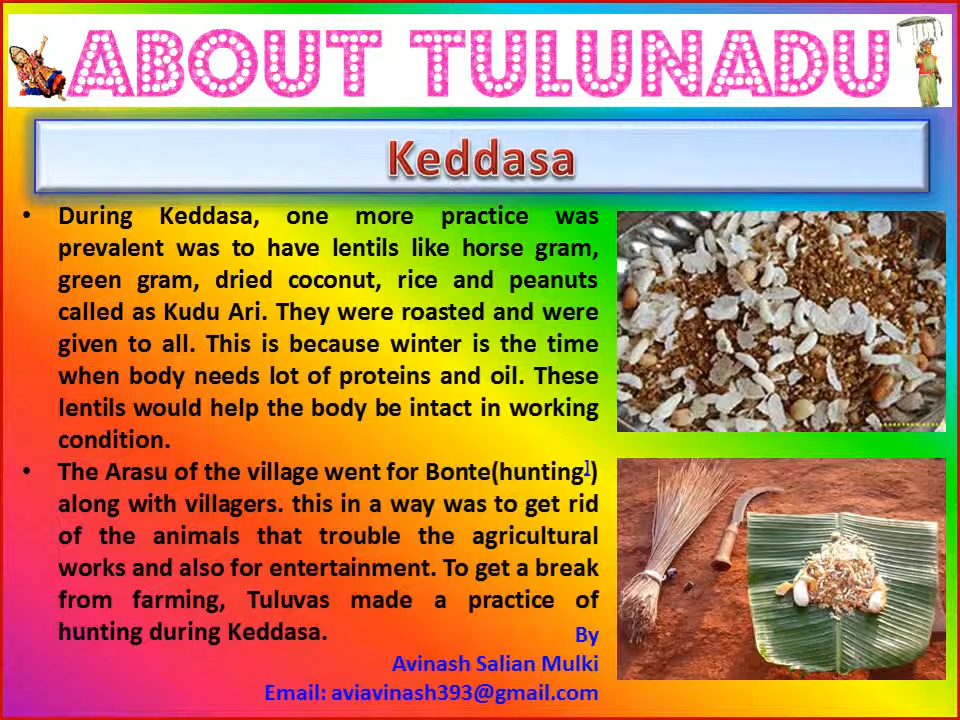 ABOUT TULUNADU
Keddasa
• During Keddasa, one more practice was
prevalent was to have lentils like horse gram,
green gram, dried coconut, rice and peanuts
called as Kudu Ari. They were roasted and were
given to all. This is because winter is the time
when body needs lot of proteins and oil. These
lentils would help the body be intact in working
condition.
• The Arasu of the village went for Bonte(hunting])
along with villagers. this in a way was to get rid
of the animals that trouble the agricultural
works and also for entertainment. To get a break
from farming, Tuluvas made a practice of
hunting during Keddasa.
By
Avinash Salian Mulki
Email: aviavinash393@gmail.com